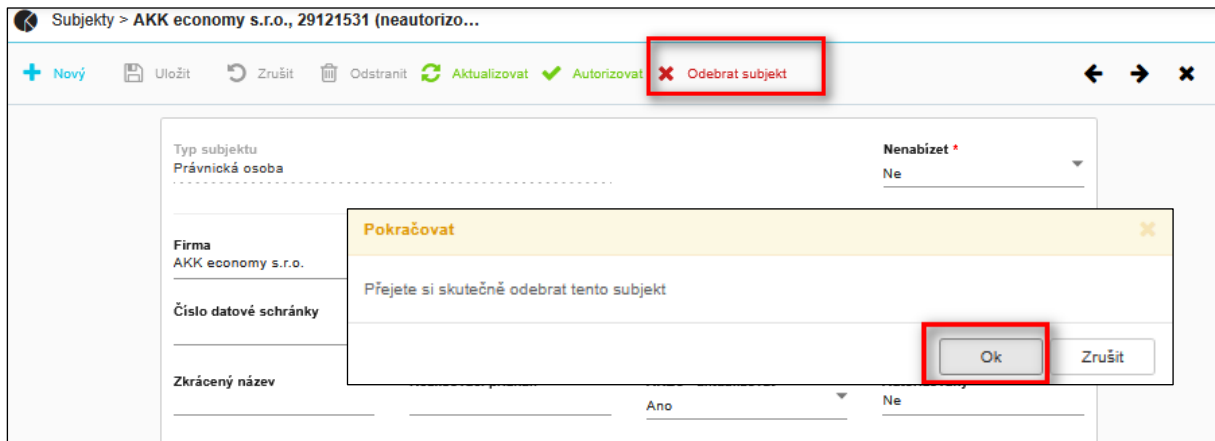 Subjekty > AKK economy s.r.o., 29121531 (neautorizo...
Nový Uložit Zrušit Odstranit Aktualizovat Autorizovat Odebrat subjekt
Typ subjektu
Právnická osoba
Nenabízet *
Ne
Firma
AKK economy s.r.o.
Pokračovat
Přejete si skutečně odebrat tento subjekt
Ok Zrušit
Číslo datové schránky
Zkrácený název
Ano
Ne